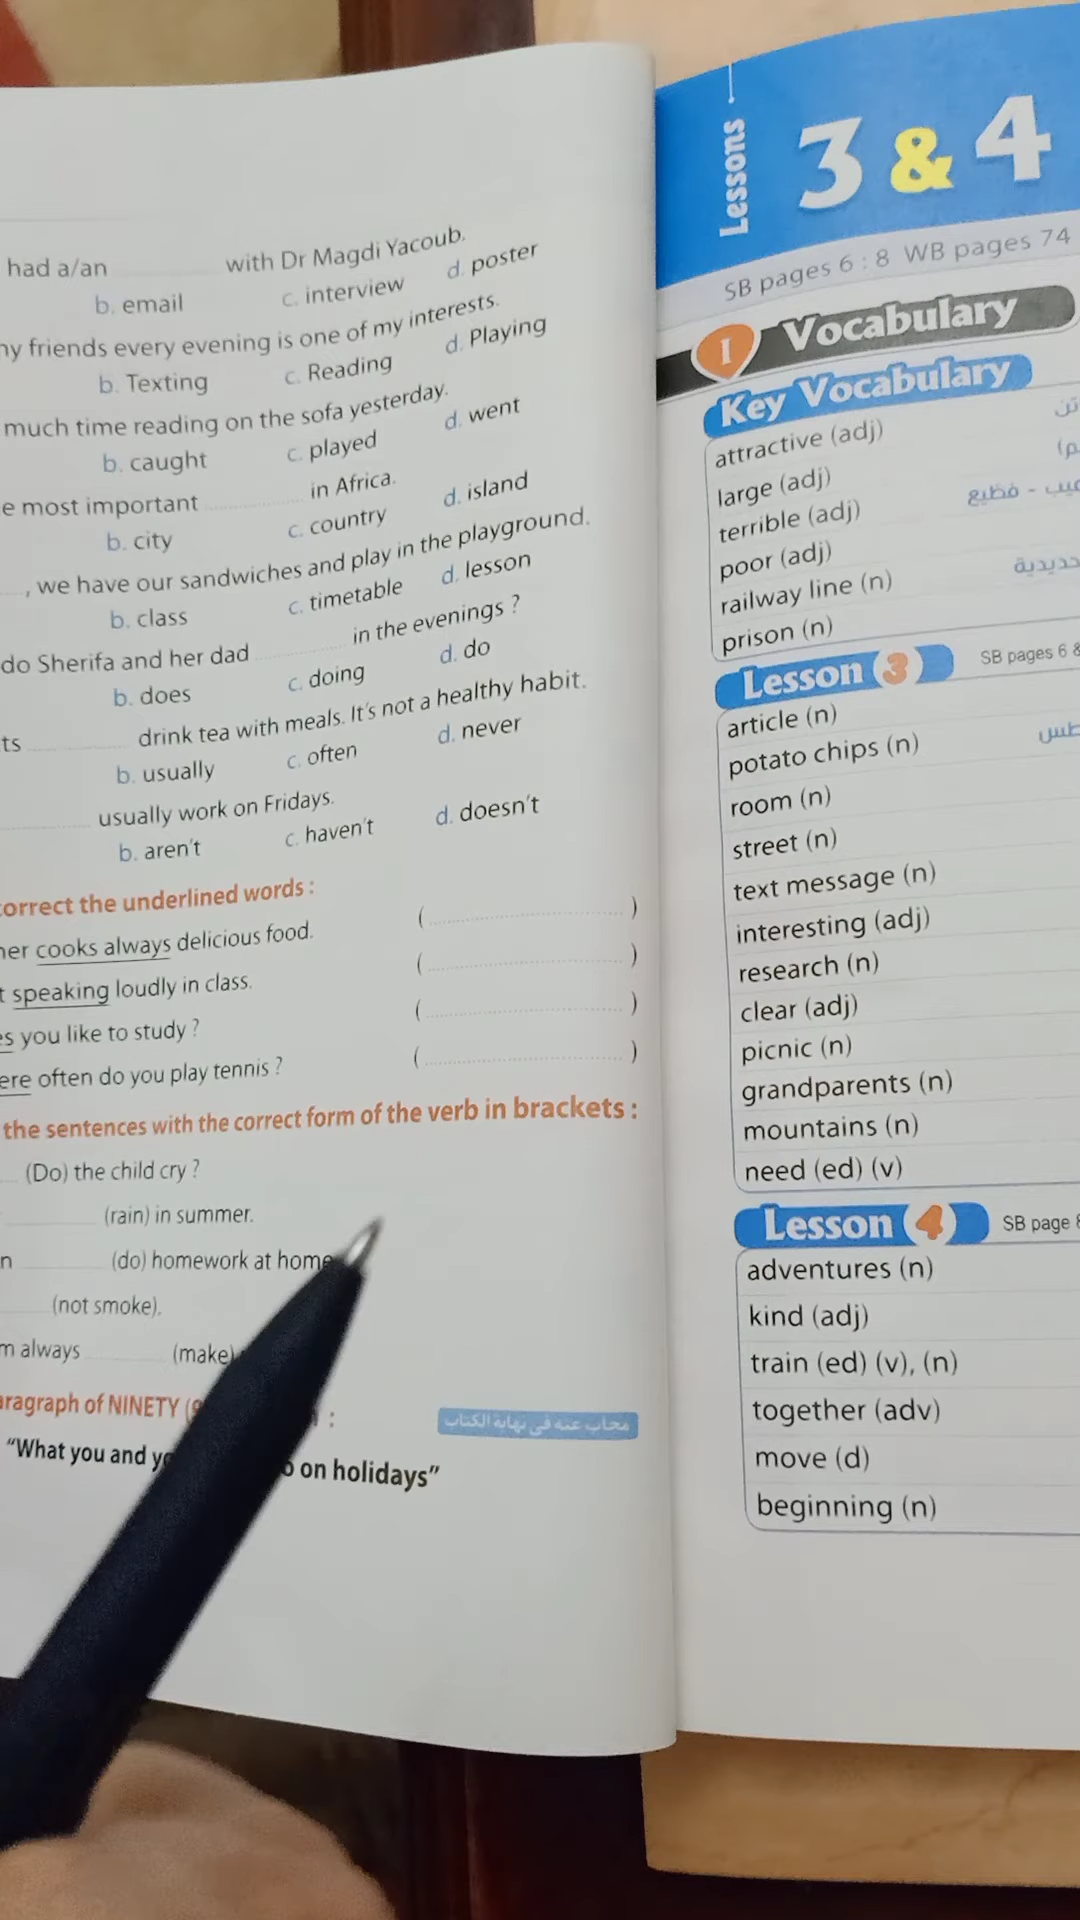 had a/an with Dr Magdi Yacoub.
b. email c. interview d. poster
my friends every evening is one of my interests.
b. Texting c. Reading d. Playing
much time reading on the sofa yesterday.
b. caught c. played d. went
e most important in Africa.
b. city c. country d. island
, we have our sandwiches and play in the playground.
b. class c. timetable d. lesson
do Sherifa and her dad in the evenings ?
b. does c. doing d. do
ts drink tea with meals. It's not a healthy habit.
b. usually c. often d. never
usually work on Fridays.
b. aren't c. haven't d. doesn't
orrect the underlined words :
her cooks always delicious food. ( )
t speaking loudly in class. ( )
es you like to study ? ( )
ere often do you play tennis ? ( )
the sentences with the correct form of the verb in brackets :
(Do) the child cry ?
(rain) in summer.
n (do) homework at home
(not smoke).
m always (make)
aragraph of NINETY :
مجاب عنه في نهاية الكتاب
"What you and on holidays"
Lessons 3 & 4
SB pages 6 : 8 WB pages 74
I Vocabulary
Key Vocabulary
attractive (adj)
large (adj)
terrible (adj) فظيع
poor (adj)
railway line (n)
prison (n)
Lesson 3 SB pages 6 &
article (n)
potato chips (n)
room (n)
street (n)
text message (n)
interesting (adj)
research (n)
clear (adj)
picnic (n)
grandparents (n)
mountains (n)
need (ed) (v)
Lesson 4 SB page 8
adventures (n)
kind (adj)
train (ed) (v), (n)
together (adv)
move (d)
beginning (n)